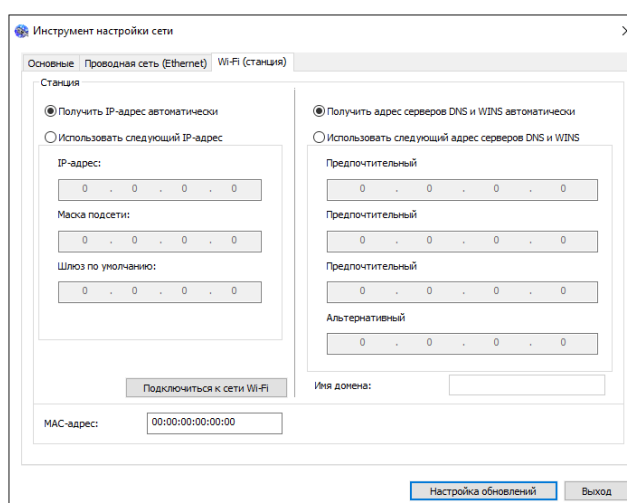 Инструмент настройки сети
Основные Проводная сеть (Ethernet) Wi-Fi (станция)
Станция
Получить IP-адрес автоматически
Использовать следующий IP-адрес
IP-адрес:
0 . 0 . 0 . 0
Маска подсети:
0 . 0 . 0 . 0
Шлюз по умолчанию:
0 . 0 . 0 . 0
Подключиться к сети Wi-Fi
Получить адрес серверов DNS и WINS автоматически
Использовать следующий адрес серверов DNS и WINS
Предпочтительный
0 . 0 . 0 . 0
Предпочтительный
0 . 0 . 0 . 0
Предпочтительный
0 . 0 . 0 . 0
Альтернативный
0 . 0 . 0 . 0
Имя домена:
MAC-адрес: 00:00:00:00:00:00
Настройка обновлений Выход